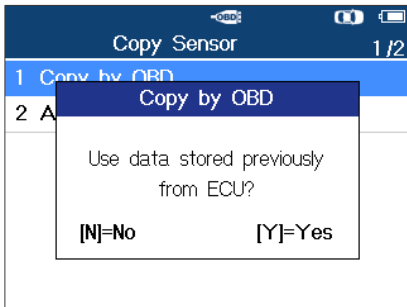 OBD
Copy Sensor 1/2
1 Copy by OBD
2 A
Copy by OBD
Use data stored previously
from ECU?
[N]=No [Y]=Yes